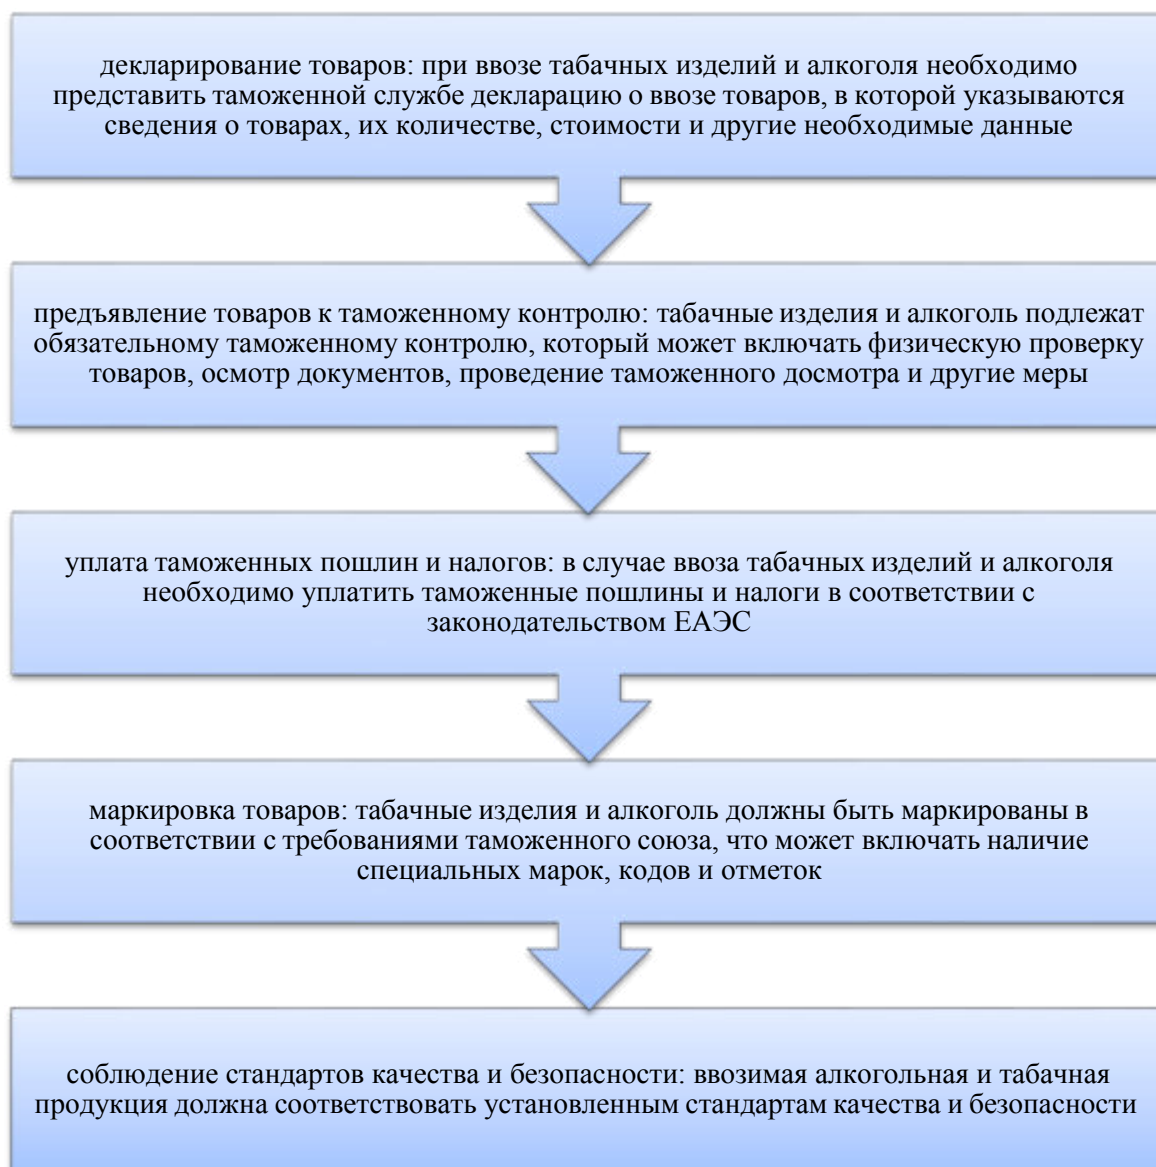 декларирование товаров: при ввозе табачных изделий и алкоголя необходимо
представить таможенной службе декларацию о ввозе товаров, в которой указываются
сведения о товарах, их количестве, стоимости и другие необходимые данные
предъявление товаров к таможенному контролю: табачные изделия и алкоголь подлежат
обязательному таможенному контролю, который может включать физическую проверку
товаров, осмотр документов, проведение таможенного досмотра и другие меры
уплата таможенных пошлин и налогов: в случае ввоза табачных изделий и алкоголя
необходимо уплатить таможенные пошлины и налоги в соответствии с
законодательством ЕАЭС
маркировка товаров: табачные изделия и алкоголь должны быть маркированы в
соответствии с требованиями таможенного союза, что может включать наличие
специальных марок, кодов и отметок
соблюдение стандартов качества и безопасности: ввозимая алкогольная и табачная
продукция должна соответствовать установленным стандартам качества и безопасности